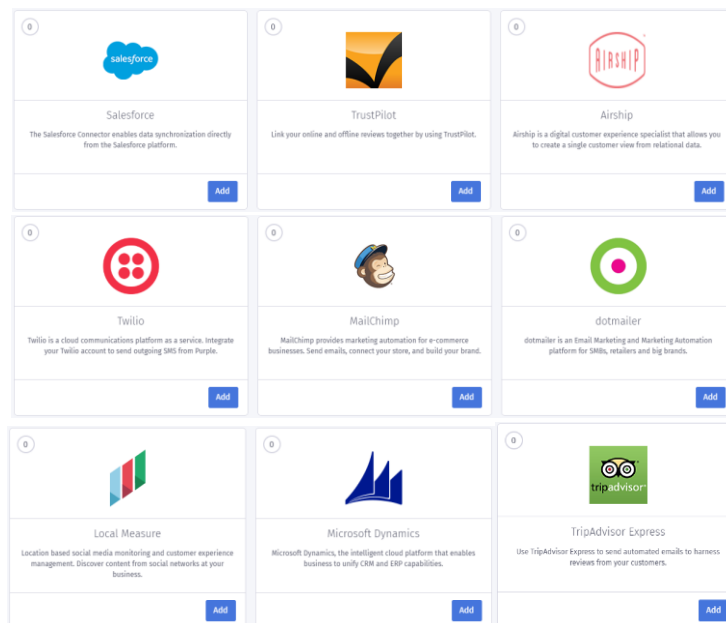 0
salesforce
Salesforce
The Salesforce Connector enables data synchronization directly
from the Salesforce platform.
Add
0
TrustPilot
Link your online and offline reviews together by using TrustPilot.
Add
0
AIRSHIP
Airship
Airship is a digital customer experience specialist that allows you
to create a single customer view from relational data.
Add
0
Twilio
Twilio is a cloud communications platform as a service. Integrate
your Twilio account to send outgoing SMS from Purple.
Add
0
MailChimp
MailChimp provides marketing automation for e-commerce
businesses. Send emails, connect your store, and build your brand.
Add
0
dotmailer
dotmailer is an Email Marketing and Marketing Automation
platform for SMBs, retailers and big brands.
Add
0
Local Measure
Location based social media monitoring and customer experience
management. Discover content from social networks at your
business.
Add
0
Microsoft Dynamics
Microsoft Dynamics, the intelligent cloud platform that enables
business to unify CRM and ERP capabilities.
Add
0
tripadvisor
TripAdvisor Express
Use TripAdvisor Express to send automated emails to harness
reviews from your customers.
Add